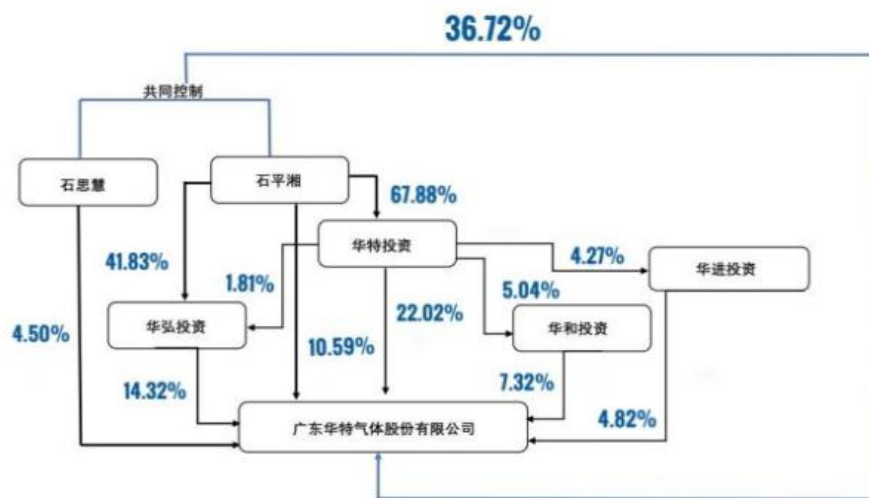 36.72%
共同控制
石思慧
石平湘
67.88%
华特投资
4.27%
华进投资
41.83%
1.81%
5.04%
22.02%
华弘投资
华和投资
4.50%
10.59%
14.32%
7.32%
4.82%
广东华特气体股份有限公司